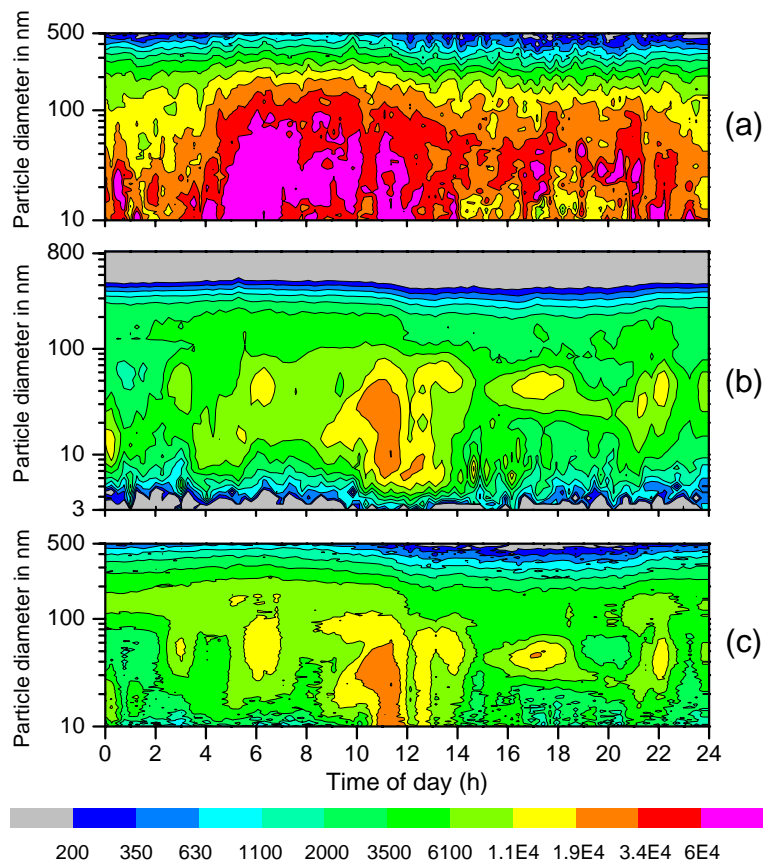 500
100
10
Particle diameter in nm
(a)
800
100
10
3
Particle diameter in nm
(b)
500
100
10
Particle diameter in nm
(c)
0 2 4 6 8 10 12 14 16 18 20 22 24
Time of day (h)
200 350 630 1100 2000 3500 6100 1.1E4 1.9E4 3.4E4 6E4